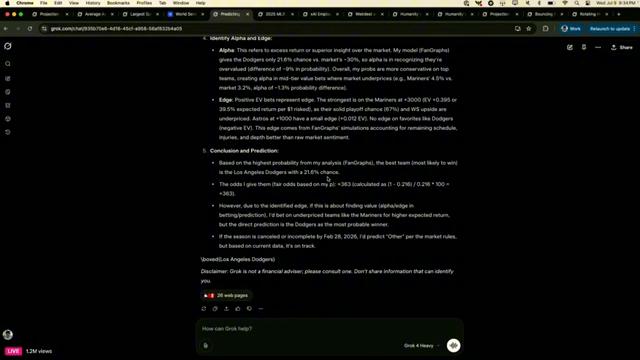 Chrome File Edit View History Bookmarks Profiles Tab Window Help
Wed Jul 9 9:34 PM
Projection Average A Largest G World Serie Predicting 2025 MLB xAI Employ Weirdest Humanity Humanity Projection Bouncing Rotating H
grok.com/chat/
Work Relaunch to update
4. Identify Alpha and Edge:
Alpha: This refers to excess return or superior insight over the market. My model (FanGraphs)
gives the Dodgers only 21.6% chance vs. market's ~30%, so alpha is in recognizing they're
overvalued (difference of ~9% in probability). Overall, my probs are more conservative on top
teams, creating alpha in mid-tier value bets where market underprices (e.g., Mariners' 4.5% vs.
market 3.2%, alpha of ~1.3% probability difference).
Edge: Positive EV bets represent edge. The strongest is on the Mariners at +3000 (EV +0.395 or
39.5% expected return per $1 risked), as their solid playoff chance (67%) and WS upside are
underpriced. Astros at +1000 have a small edge (+0.012 EV). No edge on favorites like Dodgers
(negative EV). This edge comes from FanGraphs' simulations accounting for remaining schedule,
injuries, and depth better than raw market sentiment.
5. Conclusion and Prediction:
Based on the highest probability from my analysis (FanGraphs), the best team (most likely to win)
is the Los Angeles Dodgers with a 21.6% chance.
The odds I give them (fair odds based on my p): +363 (calculated as (1 - 0.216) / 0.216 * 100 ≈
+363).
However, due to the identified edge, if this is about finding value (alpha/edge in
betting/prediction), I'd bet on underpriced teams like the Mariners for higher expected return,
but the direct prediction is the Dodgers as the most probable winner.
If the season is canceled or incomplete by Feb 28, 2026, I'd predict "Other" per the market rules,
but based on current data, it's on track.
\boxed{Los Angeles Dodgers}
Disclaimer: Grok is not a financial adviser; please consult one. Don't share information that can identify
you.
26 web pages
How can Grok help?
Grok 4 Heavy
LIVE 1.2M views